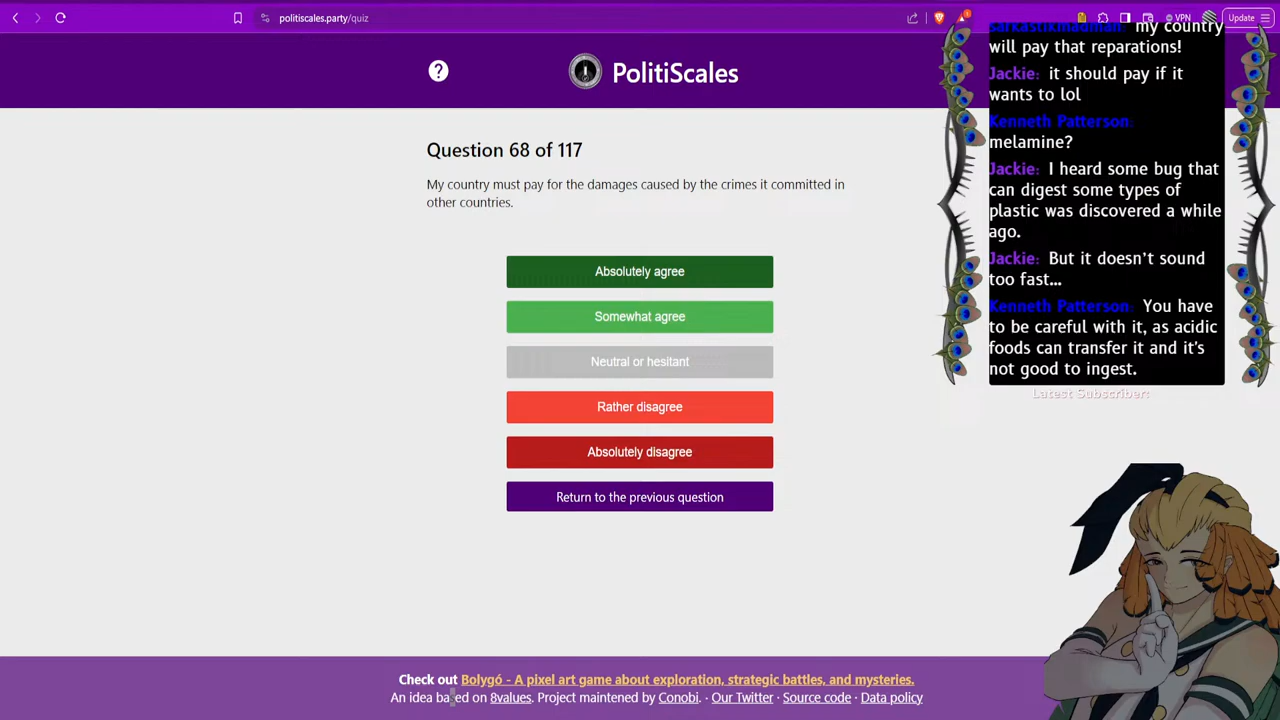 politiscales.party/quiz
VPN
Update
PolitiScales
Question 68 of 117
My country must pay for the damages caused by the crimes it committed in
other countries.
Absolutely agree
Somewhat agree
Neutral or hesitant
Rather disagree
Absolutely disagree
Return to the previous question
Check out Bolygó - A pixel art game about exploration, strategic battles, and mysteries.
An idea based on 8values. Project maintened by Conobi. · Our Twitter · Source code · Data policy
my country
will pay that reparations!
Jackie: it should pay if it
wants to lol
Kenneth Patterson:
melamine?
Jackie: I heard some bug that
can digest some types of
plastic was discovered a while
ago.
Jackie: But it doesn't sound
too fast…
Kenneth Patterson: You have
to be careful with it, as acidic
foods can transfer it and it's
not good to ingest.
Latest Subscriber: